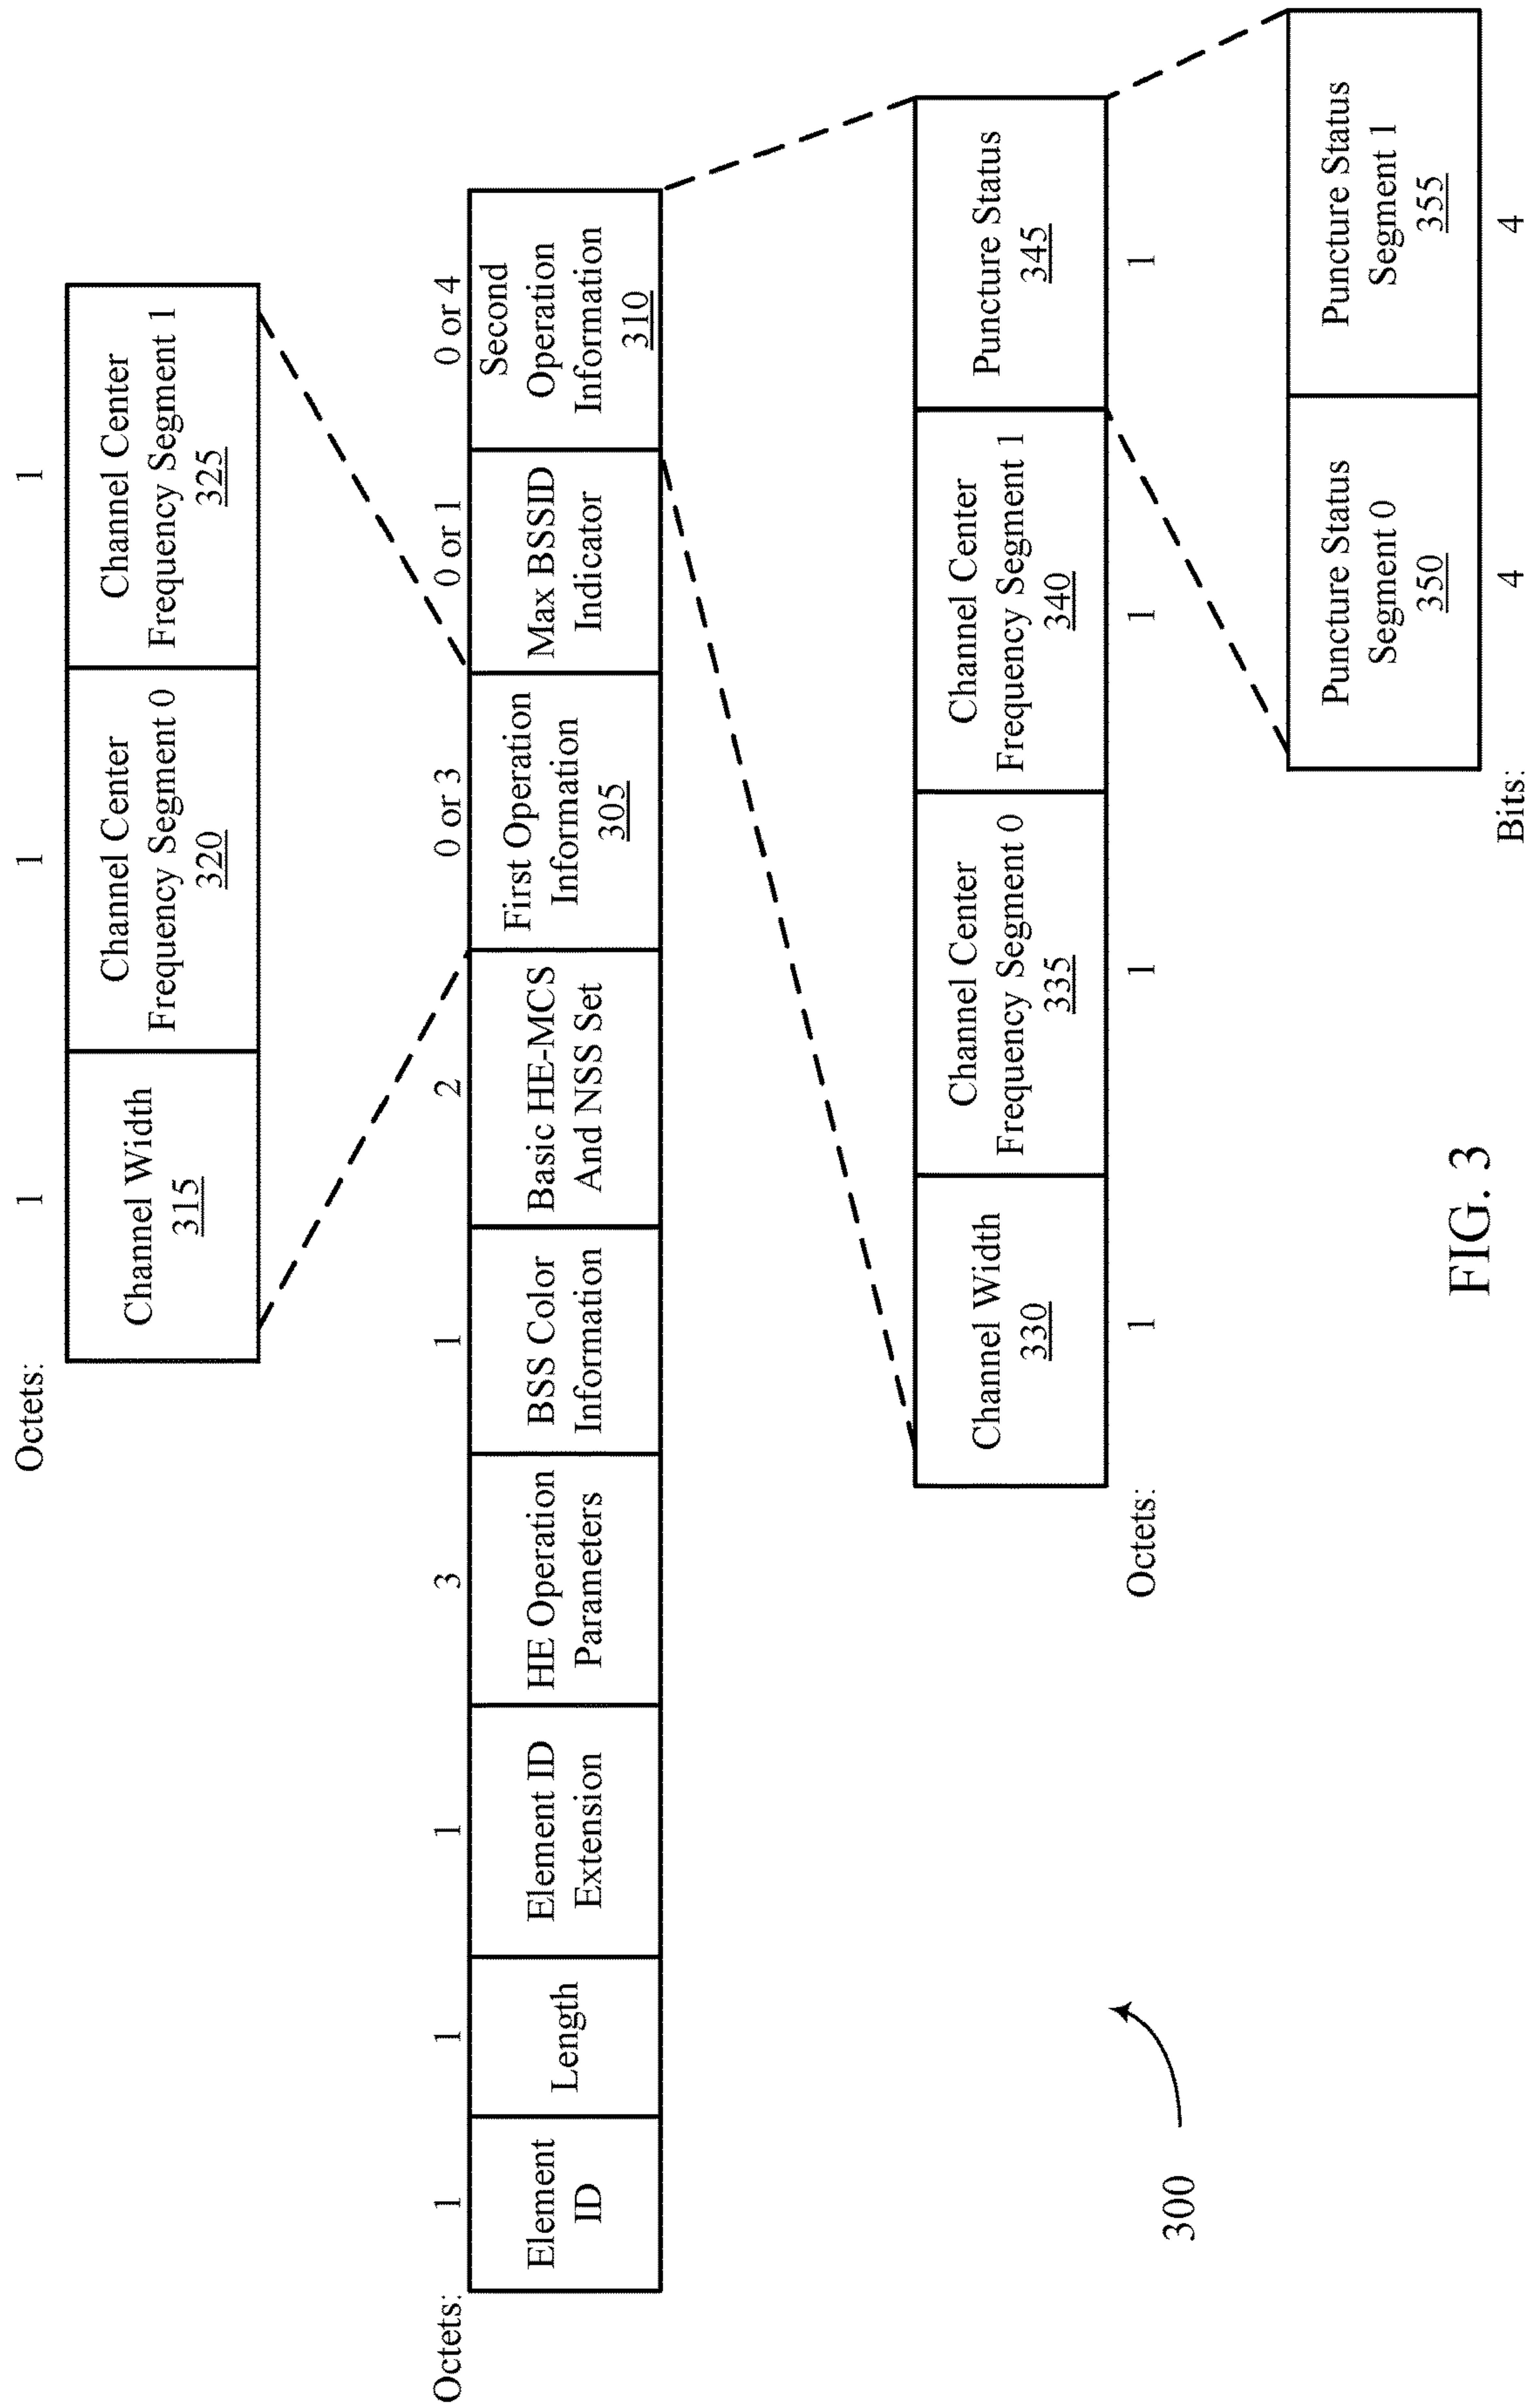 Octets:
1
1
1
Channel Width
315
Channel Center
Frequency Segment 0
320
Channel Center
Frequency Segment 1
325
Octets:
1
1
1
3
1
2
0 or 3
0 or 1
0 or 4
Element
ID
Length
Element ID
Extension
HE Operation
Parameters
BSS Color
Information
Basic HE-MCS
And NSS Set
First Operation
Information
305
Max BSSID
Indicator
Second
Operation
Information
310
Channel Width
330
Channel Center
Frequency Segment 0
335
Channel Center
Frequency Segment 1
340
Puncture Status
345
Octets:
1
1
1
1
300
Puncture Status
Segment 0
350
Puncture Status
Segment 1
355
Bits:
4
4
FIG. 3